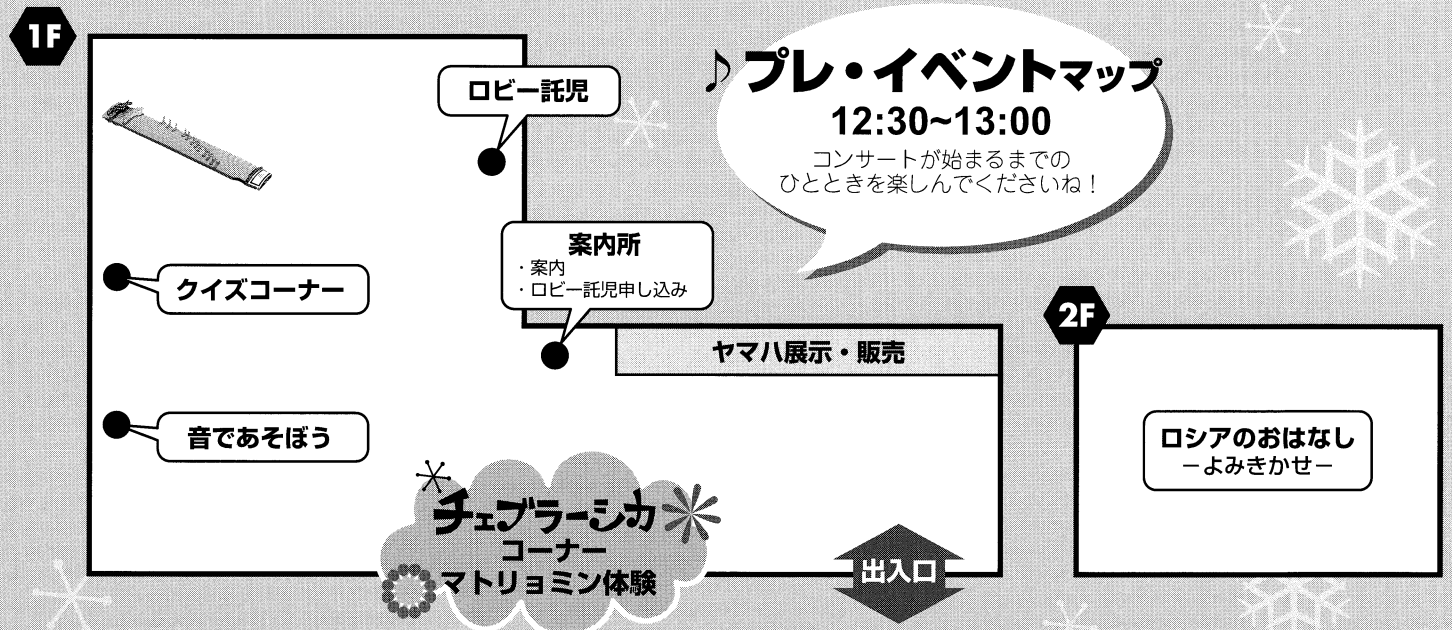 1F
♪プレ・イベントマップ
12:30~13:00
コンサートが始まるまでの
ひとときを楽しんでくださいね！
ロビー託児
案内所
・案内
・ロビー託児申し込み
クイズコーナー
ヤマハ展示・販売
音であそぼう
チェブラーシカ
コーナー
マトリョミン体験
出入口
2F
ロシアのおはなし
－よみきかせ－